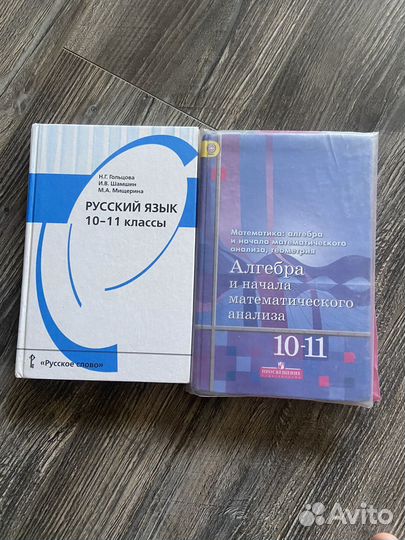 Н.Г. Гольцова
И.В. Шамшин
М.А. Мищерина
РУССКИЙ ЯЗЫК
10–11 классы
«Русское слово»
Математика: алгебра
и начала математического
анализа, геометрия
Алгебра
и начала
математического
анализа
10-11
ПРОСВЕЩЕНИЕ
Avito